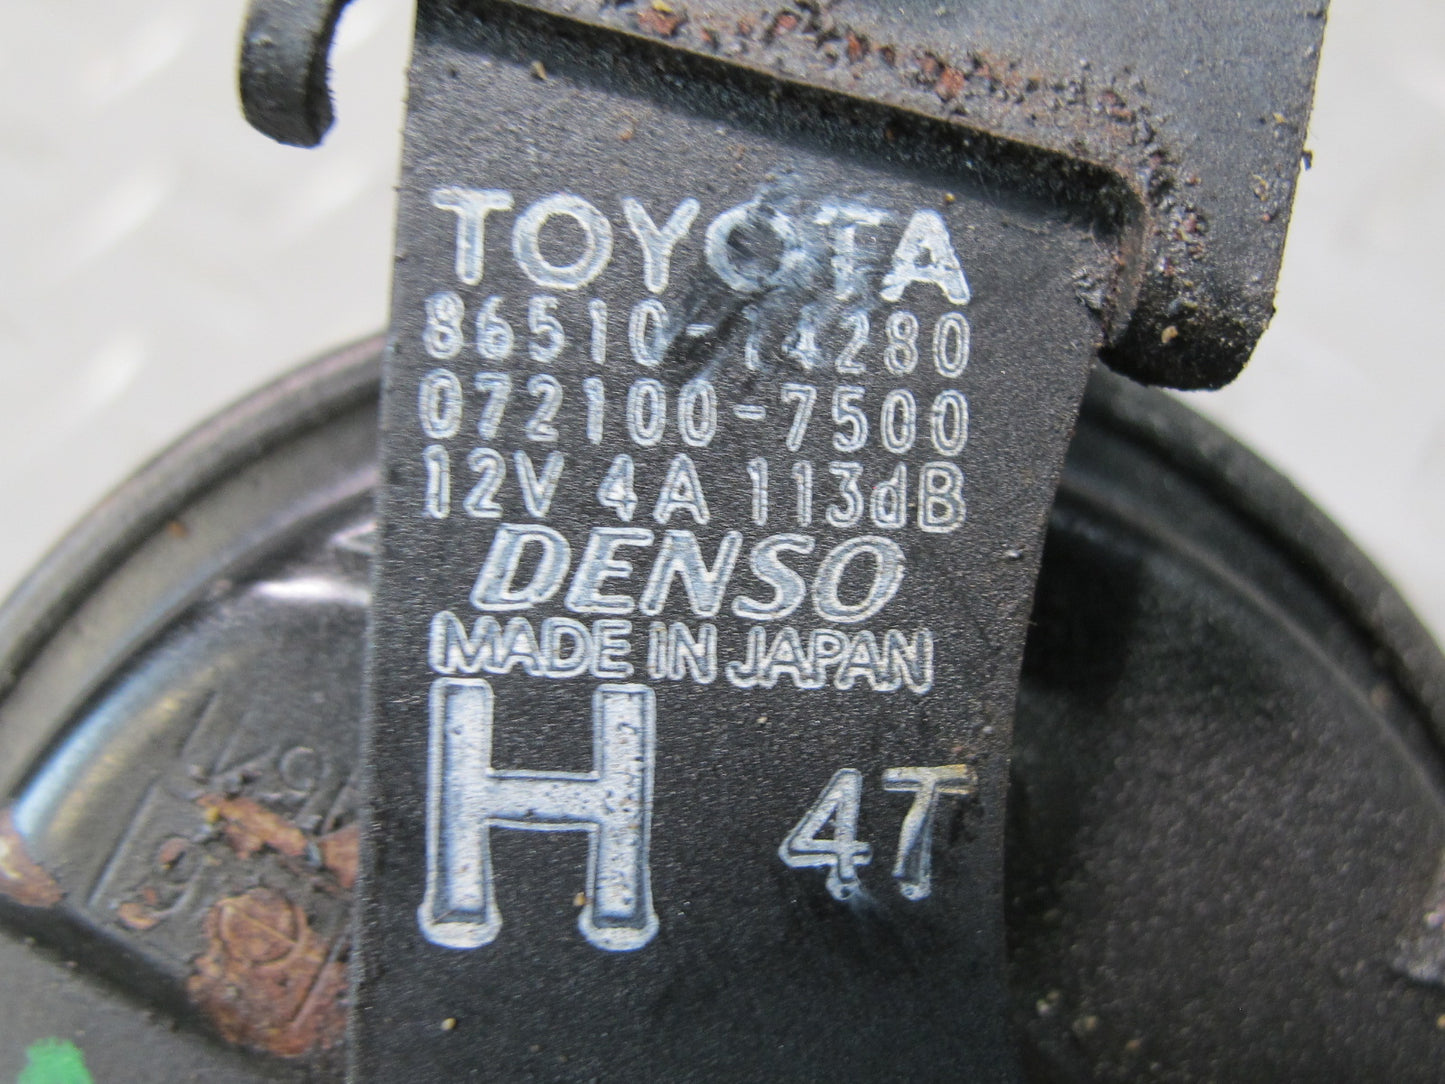 TOYOTA
86510-14280
072100-7500
12V 4A 113dB
DENSO
MADE IN JAPAN
H 4T